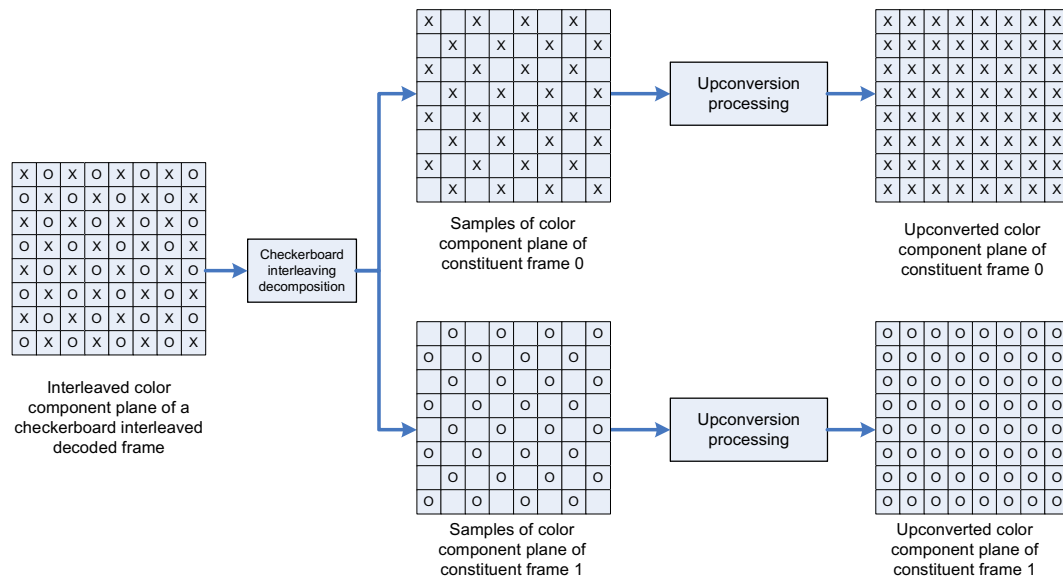 X O X O X O X O
O X O X O X O X
X O X O X O X O
O X O X O X O X
X O X O X O X O
O X O X O X O X
X O X O X O X O
O X O X O X O X
Interleaved color
component plane of a
checkerboard interleaved
decoded frame
Checkerboard
interleaving
decomposition
X X X X
X X X X
X X X X
X X X X
X X X X
X X X X
X X X X
X X X X
Samples of color
component plane of
constituent frame 0
Upconversion
processing
X X X X X X X X
X X X X X X X X
X X X X X X X X
X X X X X X X X
X X X X X X X X
X X X X X X X X
X X X X X X X X
X X X X X X X X
Upconverted color
component plane of
constituent frame 0
O O O O
O O O O
O O O O
O O O O
O O O O
O O O O
O O O O
O O O O
Samples of color
component plane of
constituent frame 1
Upconversion
processing
O O O O O O O O
O O O O O O O O
O O O O O O O O
O O O O O O O O
O O O O O O O O
O O O O O O O O
O O O O O O O O
O O O O O O O O
Upconverted color
component plane of
constituent frame 1